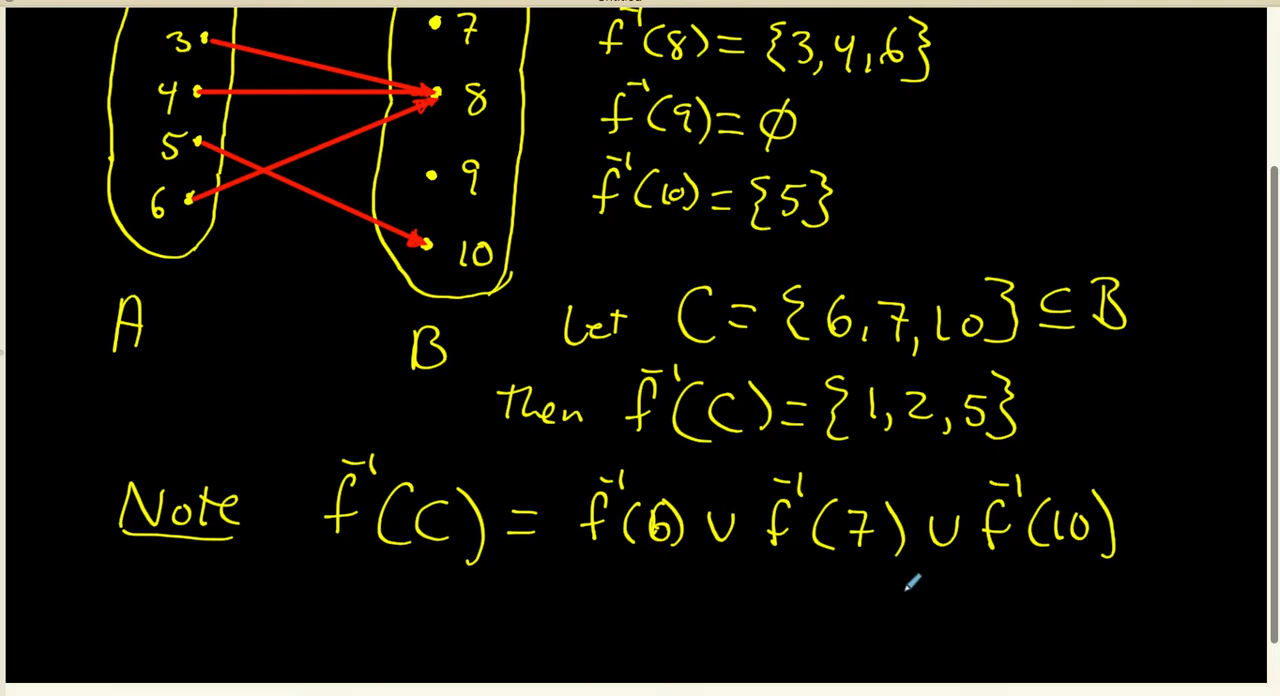 3 7 f⁻¹(8) = {3,4,6}
4 8
5 f⁻¹(9) = ∅
6 9 f⁻¹(10) = {5}
10
A B Let C = {6,7,10} ⊆ B
then f⁻¹(C) = {1,2,5}
Note f⁻¹(C) = f⁻¹(6) ∪ f⁻¹(7) ∪ f⁻¹(10)